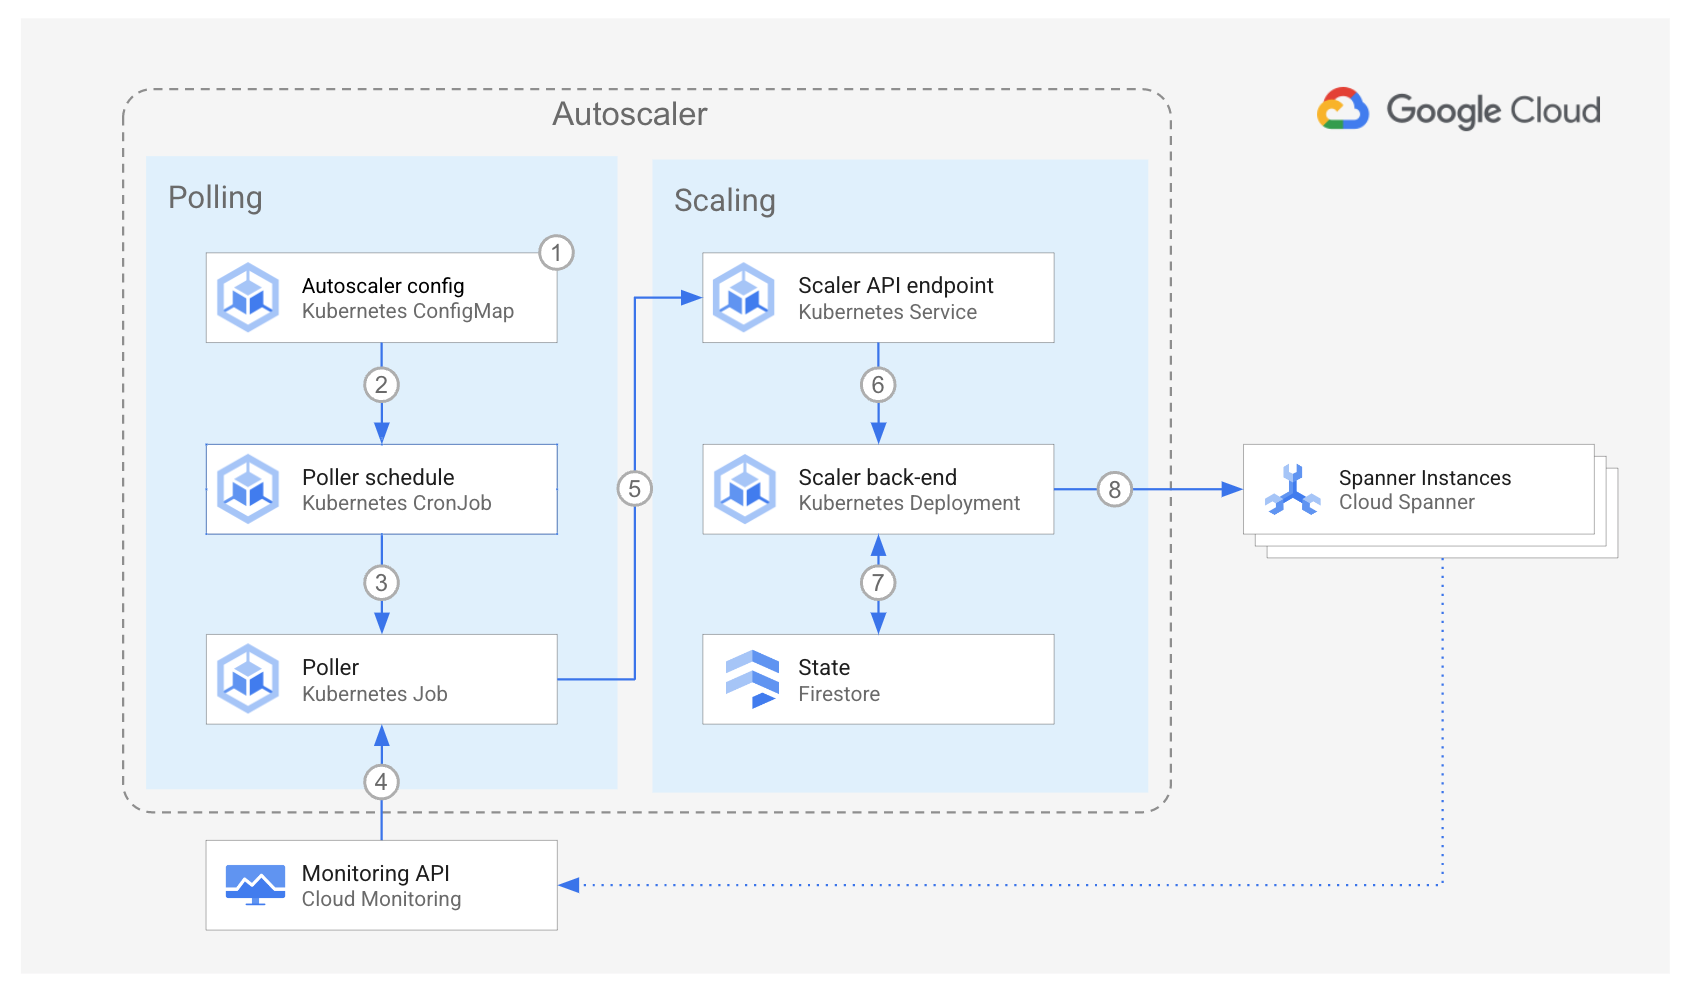 Autoscaler
Google Cloud
Polling
Scaling
1
Autoscaler config
Kubernetes ConfigMap
Scaler API endpoint
Kubernetes Service
2
6
Poller schedule
Kubernetes CronJob
5
Scaler back-end
Kubernetes Deployment
8
Spanner Instances
Cloud Spanner
3
7
Poller
Kubernetes Job
State
Firestore
4
Monitoring API
Cloud Monitoring